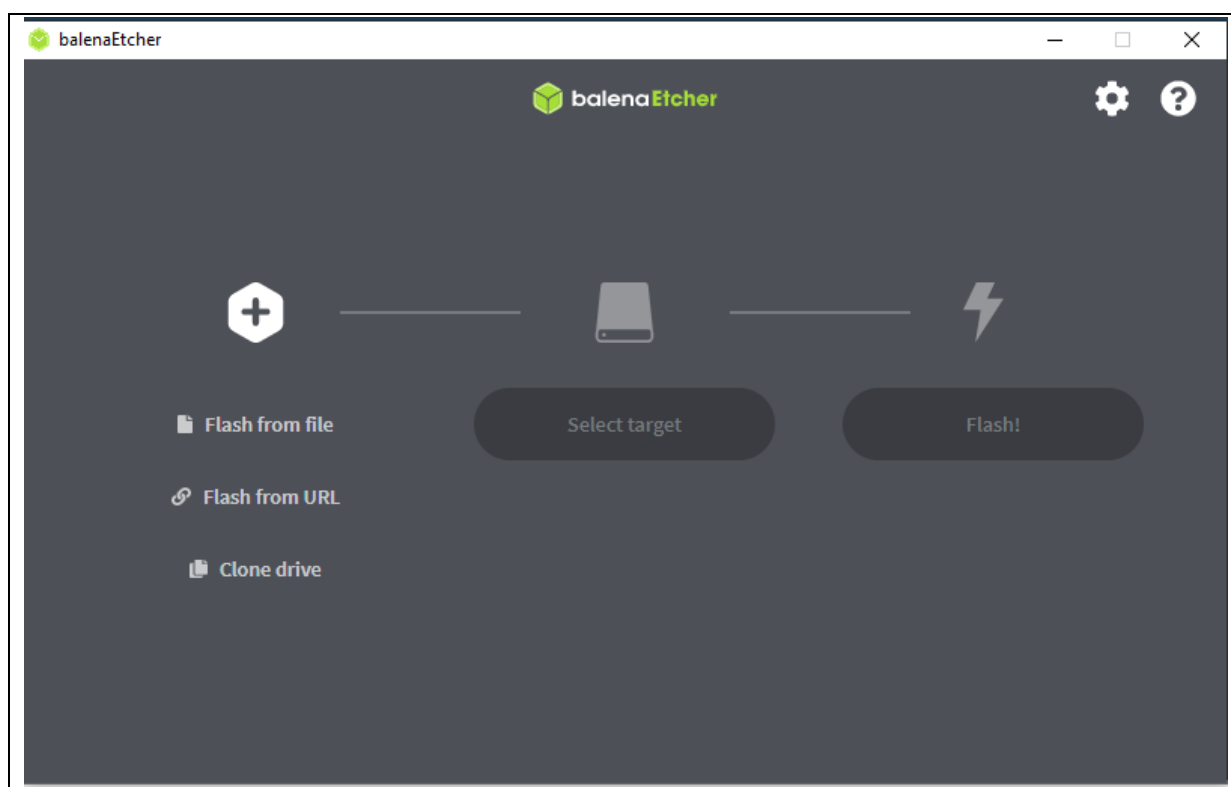 balenaEtcher
balenaEtcher
Flash from file
Select target
Flash!
Flash from URL
Clone drive